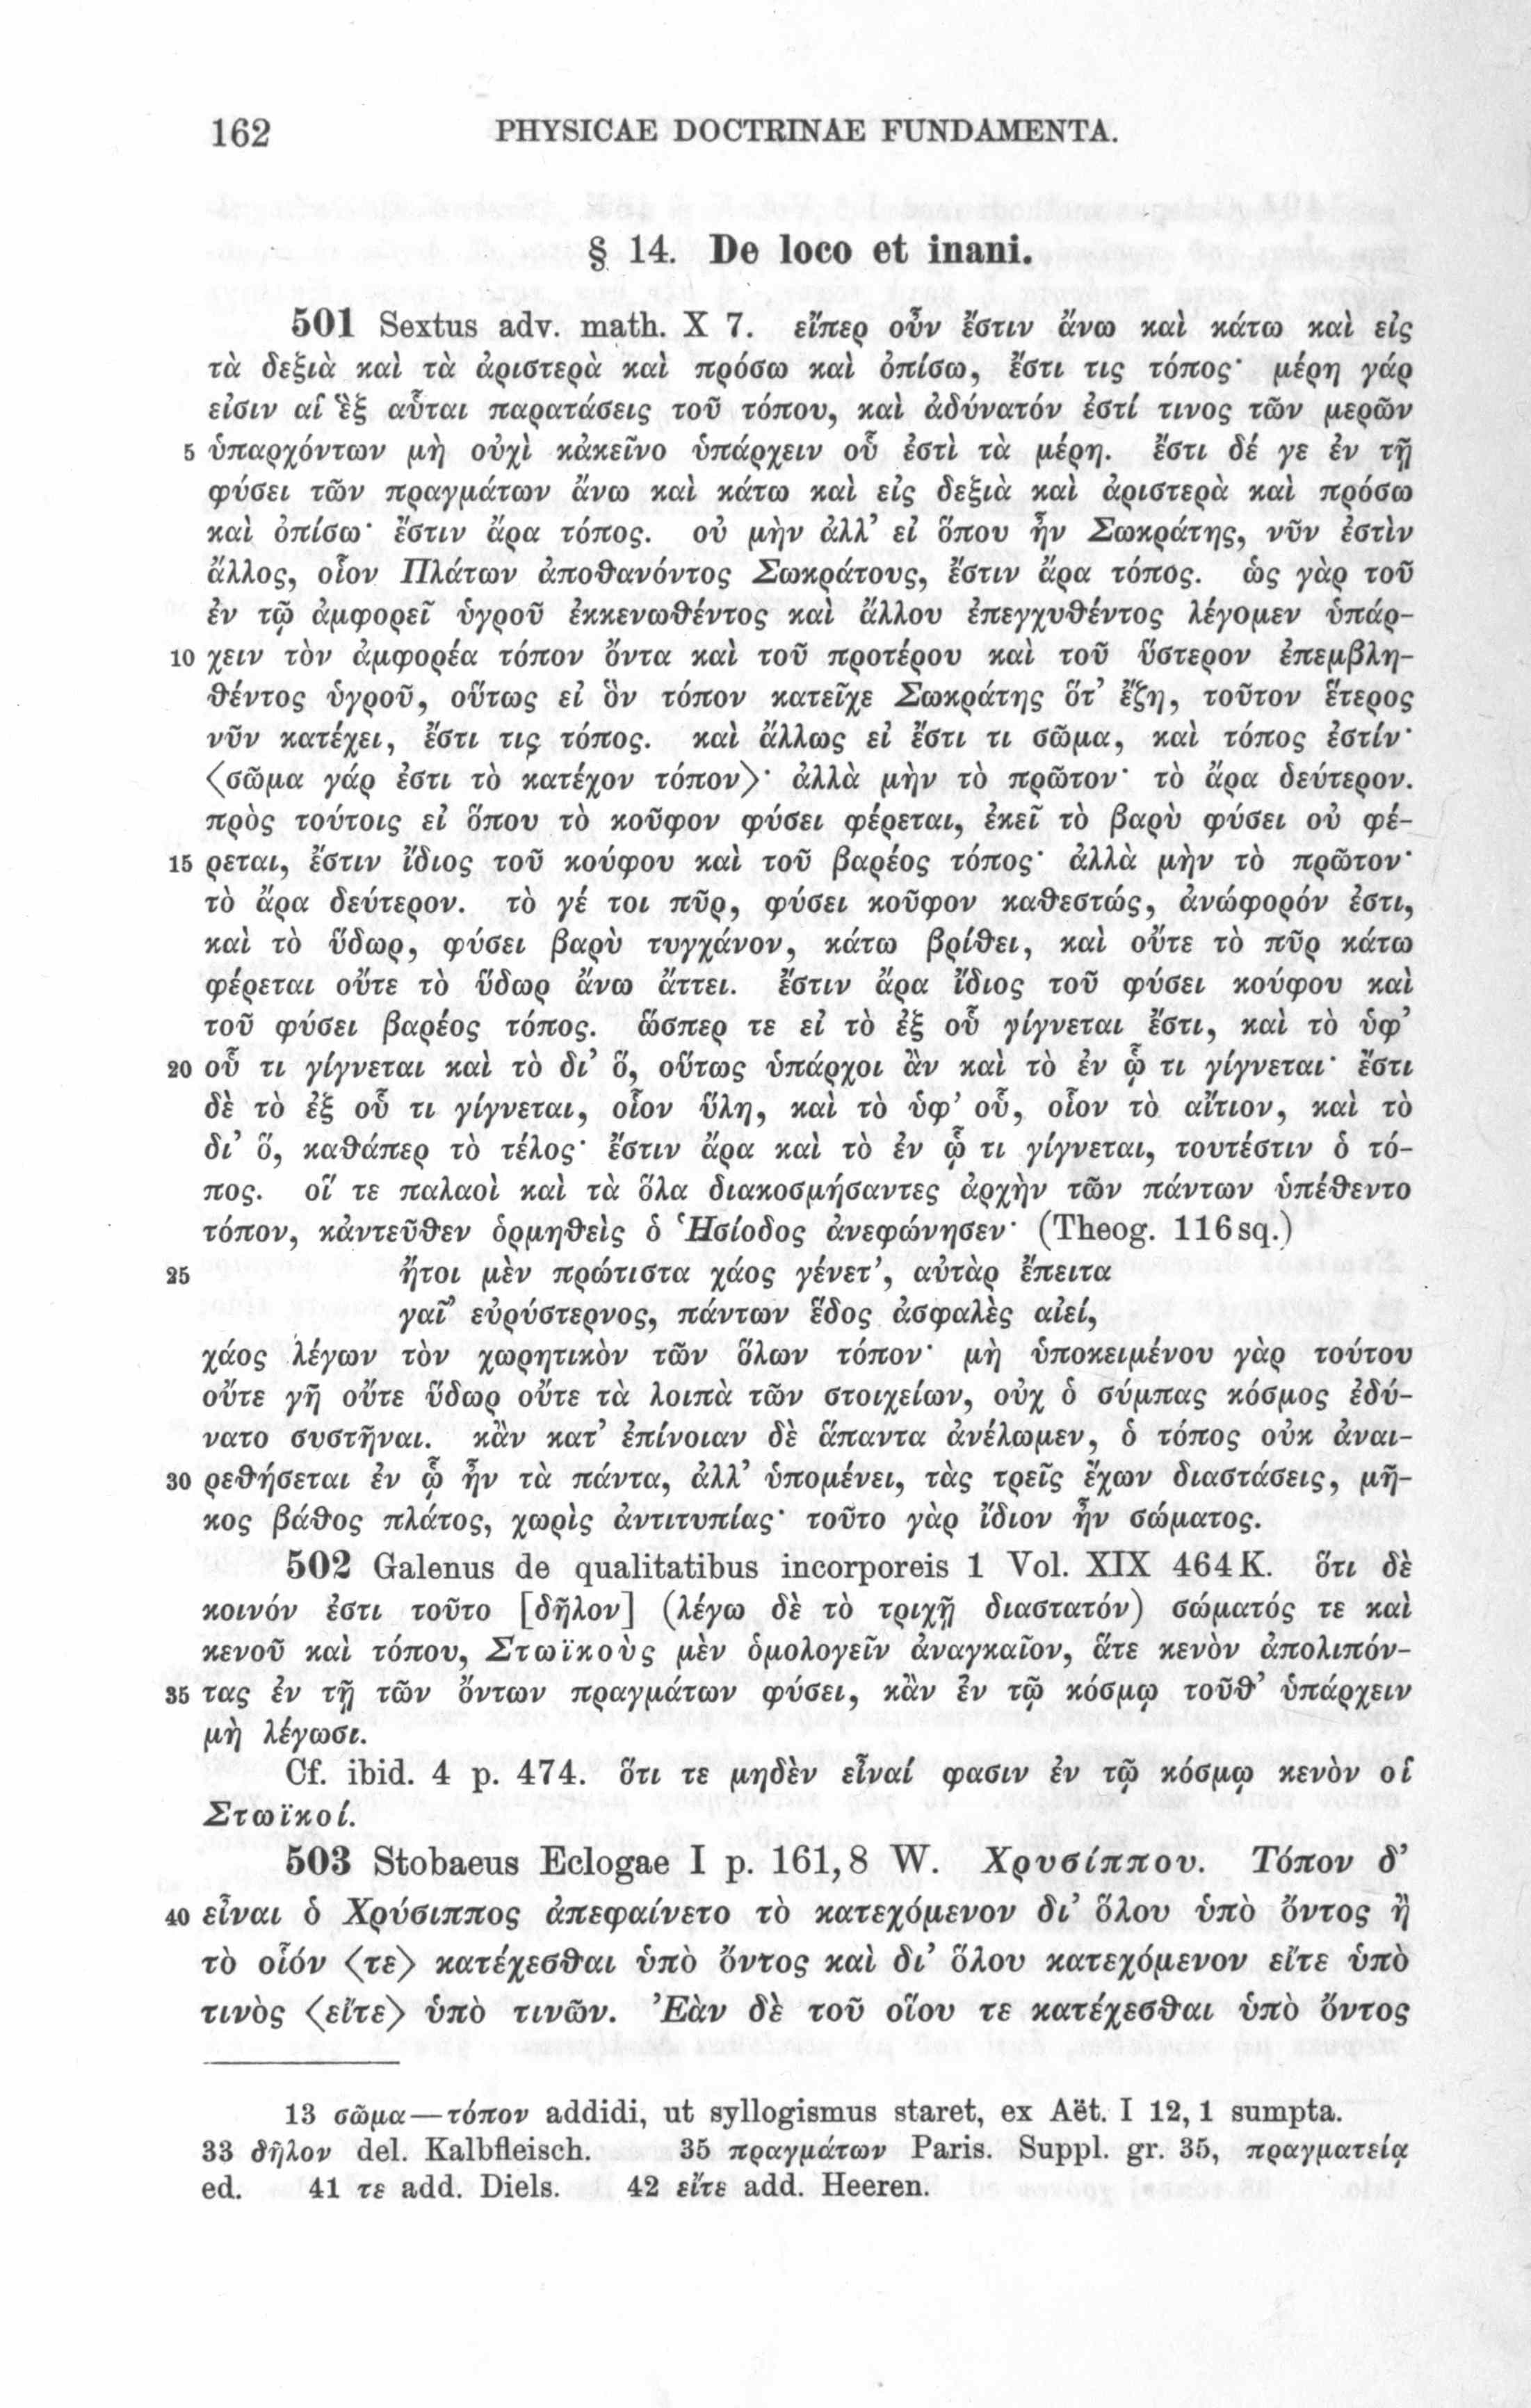 162 PHYSICAE DOCTRINAE FUNDAMENTA.
§ 14. De loco et inani.
501 Sextus adv. math. X 7. εἴπερ οὖν ἔστιν ἄνω καὶ κάτω καὶ εἰς
τὰ δεξιὰ καὶ τὰ ἀριστερὰ καὶ πρόσω καὶ ὀπίσω, ἔστι τις τόπος· μέρη γάρ
εἰσιν αἱ ἓξ αὗται παρατάσεις τοῦ τόπου, καὶ ἀδύνατόν ἐστί τινος τῶν μερῶν
5 ὑπαρχόντων μὴ οὐχὶ κἀκεῖνο ὑπάρχειν οὗ ἐστὶ τὰ μέρη. ἔστι δέ γε ἐν τῇ
φύσει τῶν πραγμάτων ἄνω καὶ κάτω καὶ εἰς δεξιὰ καὶ ἀριστερὰ καὶ πρόσω
καὶ ὀπίσω· ἔστιν ἄρα τόπος. οὐ μὴν ἀλλ’ εἰ ὅπου ἦν Σωκράτης, νῦν ἐστὶν
ἄλλος, οἷον Πλάτων ἀποθανόντος Σωκράτους, ἔστιν ἄρα τόπος. ὡς γὰρ τοῦ
ἐν τῷ ἀμφορεῖ ὑγροῦ ἐκκενωθέντος καὶ ἄλλου ἐπεγχυθέντος λέγομεν ὑπάρ-
10 χειν τὸν ἀμφορέα τόπον ὄντα καὶ τοῦ προτέρου καὶ τοῦ ὕστερον ἐπεμβλη-
θέντος ὑγροῦ, οὕτως εἰ ὃν τόπον κατεῖχε Σωκράτης ὅτ’ ἔζη, τοῦτον ἕτερος
νῦν κατέχει, ἔστι τις τόπος. καὶ ἄλλως εἰ ἔστι τι σῶμα, καὶ τόπος ἐστίν·
⟨σῶμα γάρ ἐστι τὸ κατέχον τόπον⟩· ἀλλὰ μὴν τὸ πρῶτον· τὸ ἄρα δεύτερον.
πρὸς τούτοις εἰ ὅπου τὸ κοῦφον φύσει φέρεται, ἐκεῖ τὸ βαρὺ φύσει οὐ φέ-
15 ρεται, ἔστιν ἴδιος τοῦ κούφου καὶ τοῦ βαρέος τόπος· ἀλλὰ μὴν τὸ πρῶτον·
τὸ ἄρα δεύτερον. τὸ γέ τοι πῦρ, φύσει κοῦφον καθεστώς, ἀνώφορόν ἐστι,
καὶ τὸ ὕδωρ, φύσει βαρὺ τυγχάνον, κάτω βρίθει, καὶ οὔτε τὸ πῦρ κάτω
φέρεται οὔτε τὸ ὕδωρ ἄνω ἄττει. ἔστιν ἄρα ἴδιος τοῦ φύσει κούφου καὶ
τοῦ φύσει βαρέος τόπος. ὥσπερ τε εἰ τὸ ἐξ οὗ γίγνεται ἔστι, καὶ τὸ ὑφ’
20 οὗ τι γίγνεται καὶ τὸ δι’ ὅ, οὕτως ὑπάρχοι ἂν καὶ τὸ ἐν ᾧ τι γίγνεται· ἔστι
δὲ τὸ ἐξ οὗ τι γίγνεται, οἷον ὕλη, καὶ τὸ ὑφ’ οὗ, οἷον τὸ αἴτιον, καὶ τὸ
δι’ ὅ, καθάπερ τὸ τέλος· ἔστιν ἄρα καὶ τὸ ἐν ᾧ τι γίγνεται, τουτέστιν ὁ τό-
πος. οἵ τε παλαοὶ καὶ τὰ ὅλα διακοσμήσαντες ἀρχὴν τῶν πάντων ὑπέθεντο
τόπον, κἀντεῦθεν ὁρμηθεὶς ὁ Ἡσίοδος ἀνεφώνησεν· (Theog. 116 sq.)
25 ἤτοι μὲν πρώτιστα χάος γένετ’, αὐτὰρ ἔπειτα
γαῖ’ εὐρύστερνος, πάντων ἕδος ἀσφαλὲς αἰεί,
χάος λέγων τὸν χωρητικὸν τῶν ὅλων τόπον· μὴ ὑποκειμένου γὰρ τούτου
οὔτε γῆ οὔτε ὕδωρ οὔτε τὰ λοιπὰ τῶν στοιχείων, οὐχ ὁ σύμπας κόσμος ἐδύ-
νατο συστῆναι. κἂν κατ’ ἐπίνοιαν δὲ ἅπαντα ἀνέλωμεν, ὁ τόπος οὐκ ἀναι-
30 ρεθήσεται ἐν ᾧ ἦν τὰ πάντα, ἀλλ’ ὑπομένει, τὰς τρεῖς ἔχων διαστάσεις, μῆ-
κος βάθος πλάτος, χωρὶς ἀντιτυπίας· τοῦτο γὰρ ἴδιον ἦν σώματος.
502 Galenus de qualitatibus incorporeis 1 Vol. XIX 464 K. ὅτι δὲ
κοινόν ἐστι τοῦτο [δῆλον] (λέγω δὲ τὸ τριχῇ διαστατόν) σώματός τε καὶ
κενοῦ καὶ τόπου, Στωϊκοὺς μὲν ὁμολογεῖν ἀναγκαῖον, ἅτε κενὸν ἀπολιπόν-
35 τας ἐν τῇ τῶν ὄντων πραγμάτων φύσει, κἂν ἐν τῷ κόσμῳ τοῦθ’ ὑπάρχειν
μὴ λέγωσι.
Cf. ibid. 4 p. 474. ὅτι τε μηδὲν εἶναί φασιν ἐν τῷ κόσμῳ κενὸν οἱ
Στωϊκοί.
503 Stobaeus Eclogae I p. 161,8 W. Χρυσίππου. Τόπον δ’
40 εἶναι ὁ Χρύσιππος ἀπεφαίνετο τὸ κατεχόμενον δι’ ὅλου ὑπὸ ὄντος ἢ
τὸ οἷόν ⟨τε⟩ κατέχεσθαι ὑπὸ ὄντος καὶ δι’ ὅλου κατεχόμενον εἴτε ὑπὸ
τινὸς ⟨εἴτε⟩ ὑπὸ τινῶν. Ἐὰν δὲ τοῦ οἵου τε κατέχεσθαι ὑπὸ ὄντος
13 σῶμα—τόπον addidi, ut syllogismus staret, ex Aët. I 12,1 sumpta.
33 δῆλον del. Kalbfleisch. 35 πραγμάτων Paris. Suppl. gr. 35, πραγματείᾳ
ed. 41 τε add. Diels. 42 εἴτε add. Heeren.